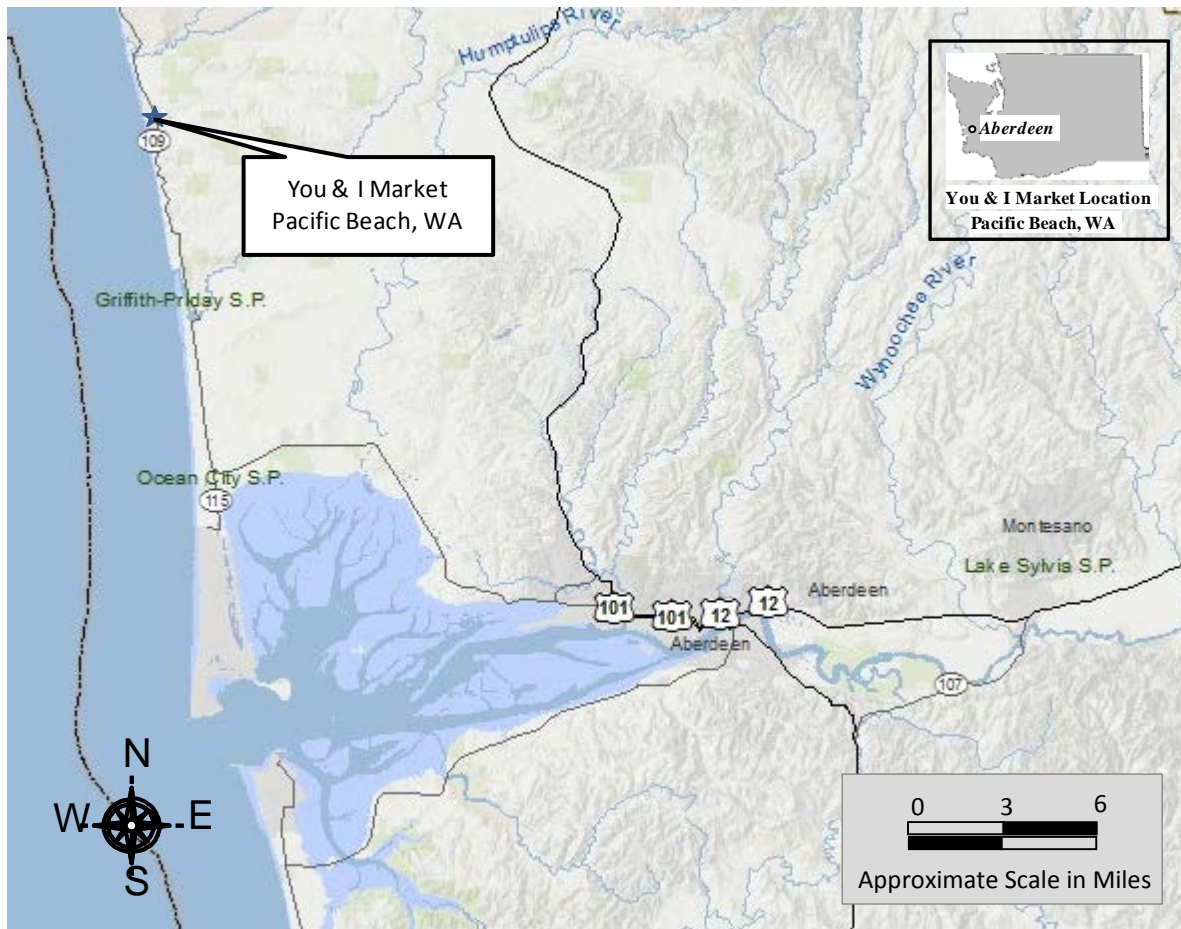 Humptulips River
109
You & I Market
Pacific Beach, WA
Aberdeen
You & I Market Location
Pacific Beach, WA
Wynoochee River
Griffith-Priday S.P.
Ocean City S.P.
115
Montesano
Lake Sylvia S.P.
Aberdeen
101
101
12
12
Aberdeen
107
N
W
E
S
0 3 6
Approximate Scale in Miles